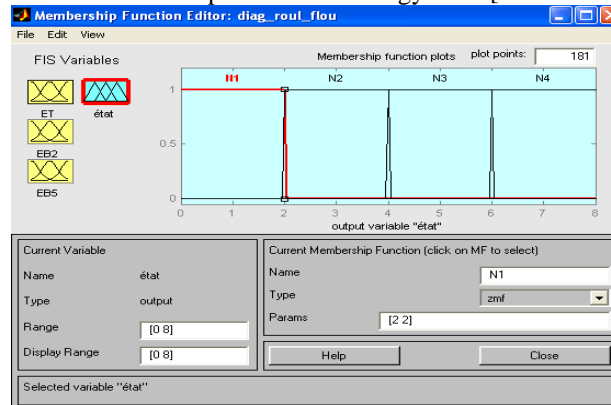 Membership Function Editor: diag_roul_flou
File Edit View
FIS Variables
Membership function plots plot points: 181
ET
état
EB2
EB5
N1 N2 N3 N4
1
0.5
0
0 1 2 3 4 5 6 7 8
output variable "état"
Current Variable
Name état
Type output
Range [0 8]
Display Range [0 8]
Current Membership Function (click on MF to select)
Name N1
Type zmf
Params [2 2]
Help Close
Selected variable "état"